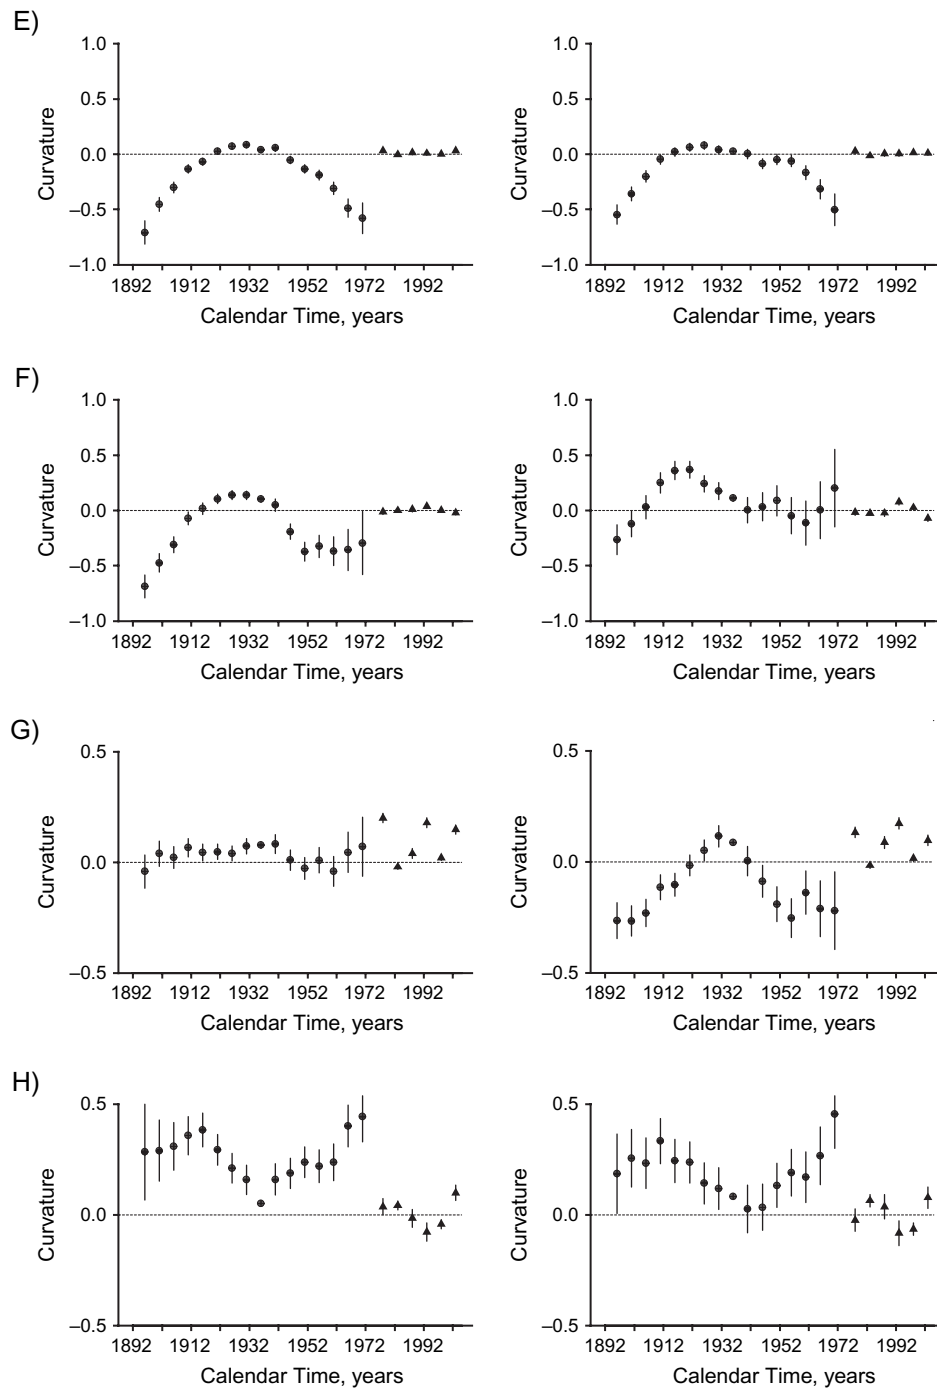 E)
1.0 1.0
0.5 0.5
0.0 0.0
–0.5 –0.5
–1.0 –1.0
Curvature Curvature
1892 1912 1932 1952 1972 1992 1892 1912 1932 1952 1972 1992
Calendar Time, years Calendar Time, years
F)
1.0 1.0
0.5 0.5
0.0 0.0
–0.5 –0.5
–1.0 –1.0
Curvature Curvature
1892 1912 1932 1952 1972 1992 1892 1912 1932 1952 1972 1992
Calendar Time, years Calendar Time, years
G)
0.5 0.5
0.0 0.0
–0.5 –0.5
Curvature Curvature
1892 1912 1932 1952 1972 1992 1892 1912 1932 1952 1972 1992
Calendar Time, years Calendar Time, years
H)
0.5 0.5
0.0 0.0
–0.5 –0.5
Curvature Curvature
1892 1912 1932 1952 1972 1992 1892 1912 1932 1952 1972 1992
Calendar Time, years Calendar Time, years